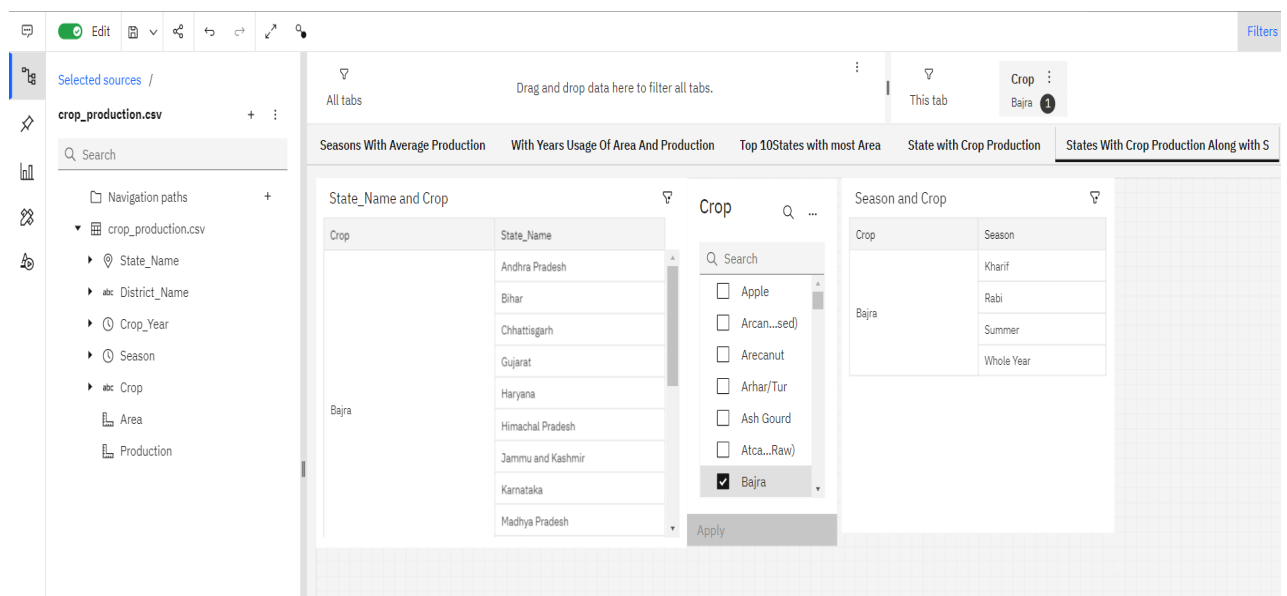 Edit
Filters
Selected sources /
crop_production.csv
Search
Navigation paths
crop_production.csv
State_Name
abc District_Name
Crop_Year
Season
abc Crop
Area
Production
All tabs
Drag and drop data here to filter all tabs.
This tab
Crop
Bajra 1
Seasons With Average Production With Years Usage Of Area And Production Top 10States with most Area State with Crop Production States With Crop Production Along with S
State_Name and Crop
Crop State_Name
Bajra
Andhra Pradesh
Bihar
Chhattisgarh
Gujarat
Haryana
Himachal Pradesh
Jammu and Kashmir
Karnataka
Madhya Pradesh
Crop
Search
Apple
Arcan...sed)
Arecanut
Arhar/Tur
Ash Gourd
Atca...Raw)
Bajra
Apply
Season and Crop
Crop Season
Bajra
Kharif
Rabi
Summer
Whole Year